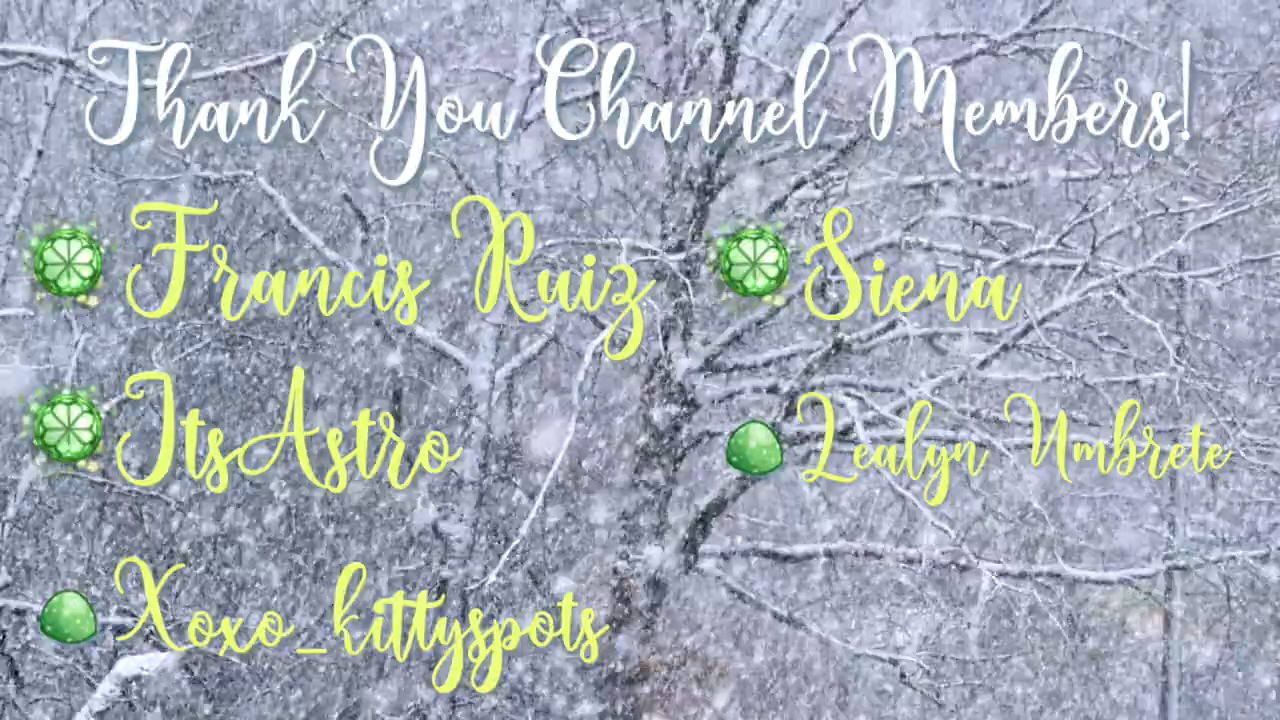 Thank You Channel Members!
Francis Ruiz
Siena
ItsAstro
Lealyn Umbrete
Xoxo_kittyspots